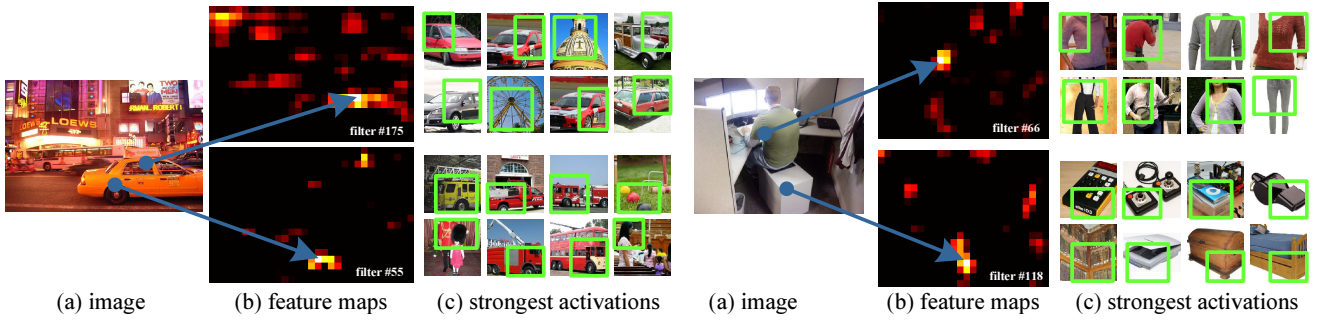 LOEWS
filter #175
filter #55
(a) image
(b) feature maps
(c) strongest activations
filter #66
filter #118
(a) image
(b) feature maps
(c) strongest activations